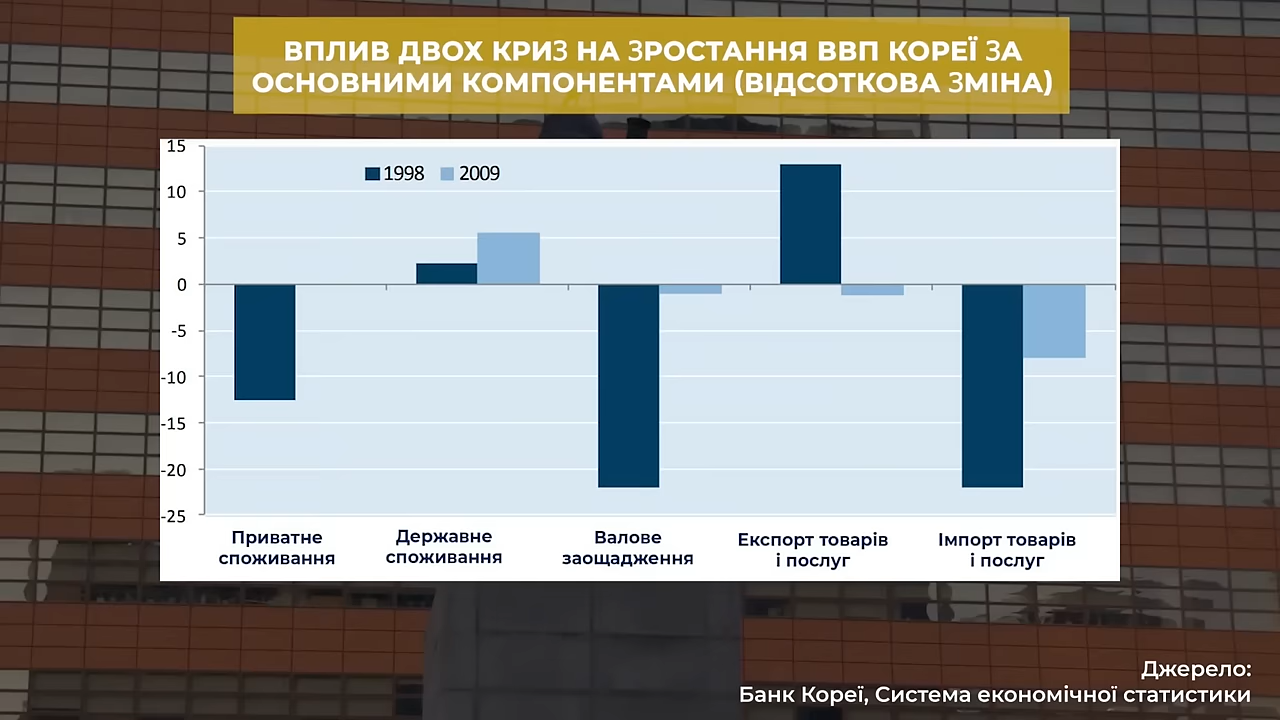 ВПЛИВ ДВОХ КРИЗ НА ЗРОСТАННЯ ВВП КОРЕЇ ЗА
ОСНОВНИМИ КОМПОНЕНТАМИ (ВІДСОТКОВА ЗМІНА)
15
1998 2009
10
5
0
-5
-10
-15
-20
-25
Приватне
споживання
Державне
споживання
Валове
заощадження
Експорт товарів
і послуг
Імпорт товарів
і послуг
Джерело:
Банк Кореї, Система економічної статистики